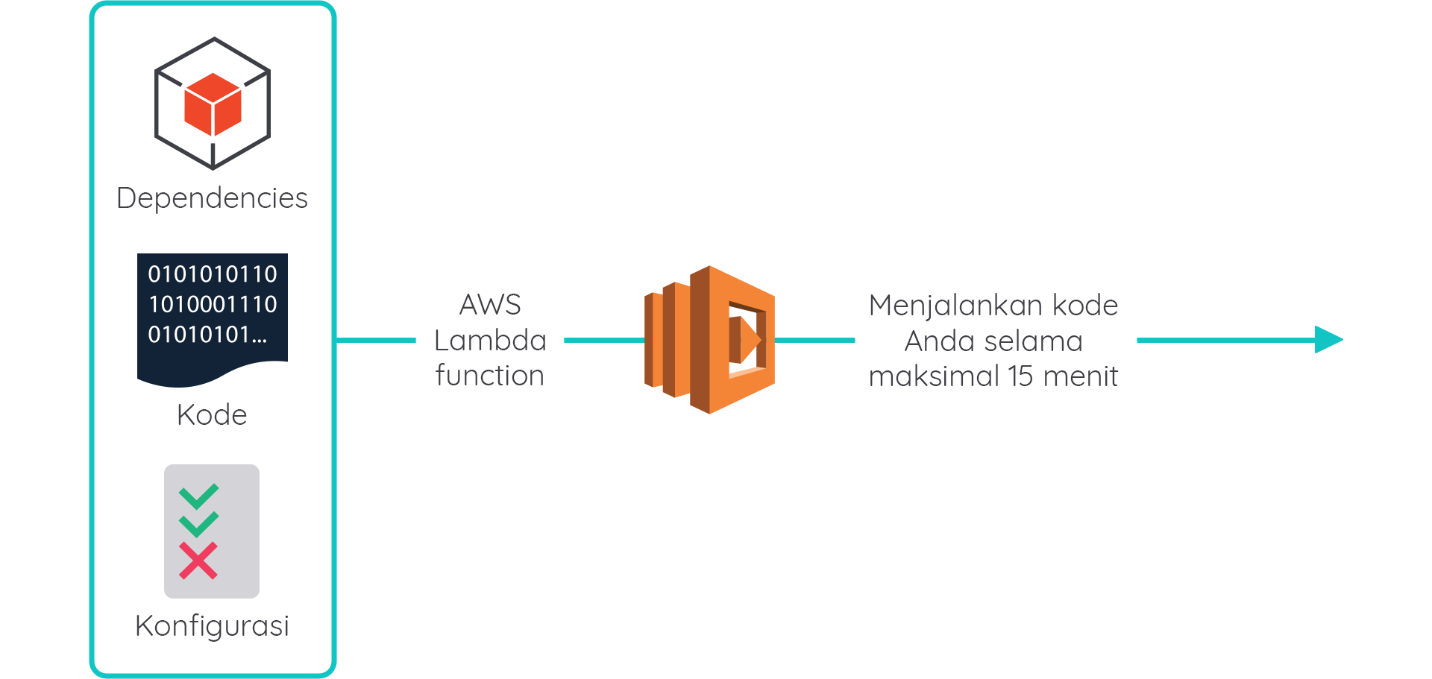 Dependencies
0101010110
1010001110
01010101...
Kode
Konfigurasi
AWS
Lambda
function
Menjalankan kode
Anda selama
maksimal 15 menit